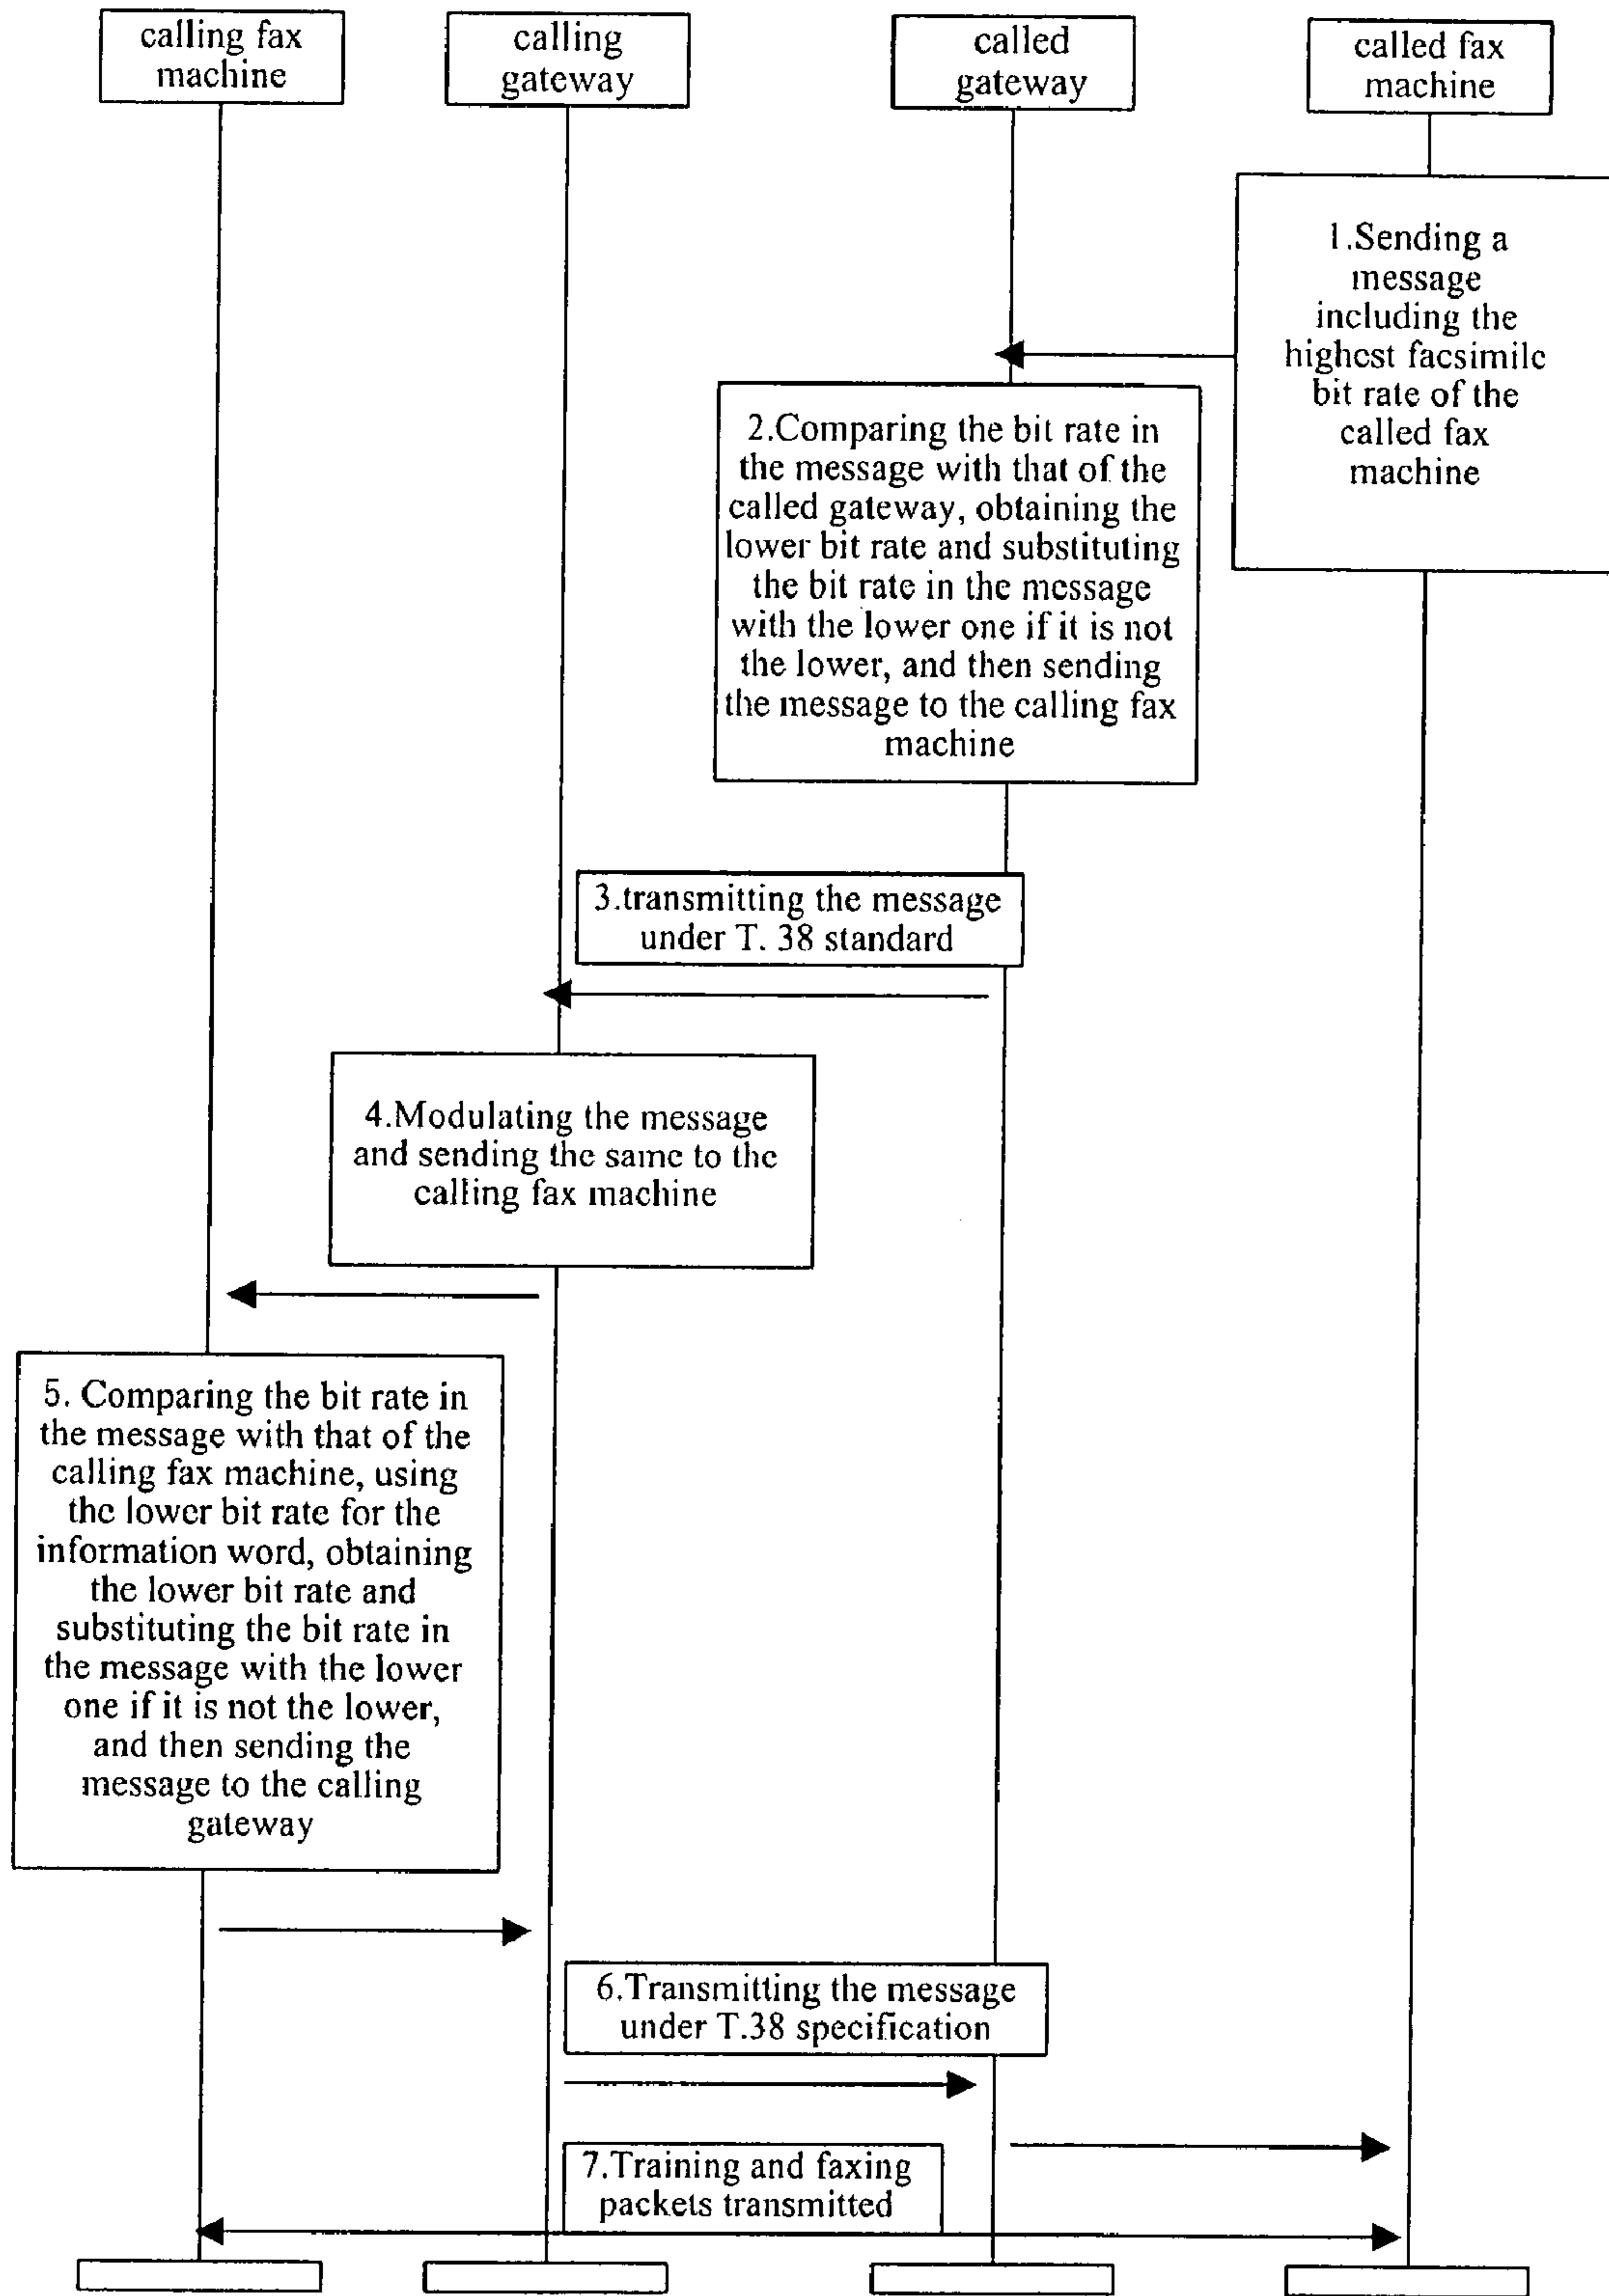 calling fax
machine
calling
gateway
called
gateway
called fax
machine
1.Sending a
message
including the
highest facsimile
bit rate of the
called fax
machine
2.Comparing the bit rate in
the message with that of the
called gateway, obtaining the
lower bit rate and substituting
the bit rate in the message
with the lower one if it is not
the lower, and then sending
the message to the calling fax
machine
3.transmitting the message
under T. 38 standard
4.Modulating the message
and sending the same to the
calling fax machine
5. Comparing the bit rate in
the message with that of the
calling fax machine, using
the lower bit rate for the
information word, obtaining
the lower bit rate and
substituting the bit rate in
the message with the lower
one if it is not the lower,
and then sending the
message to the calling
gateway
6.Transmitting the message
under T.38 specification
7.Training and faxing
packets transmitted